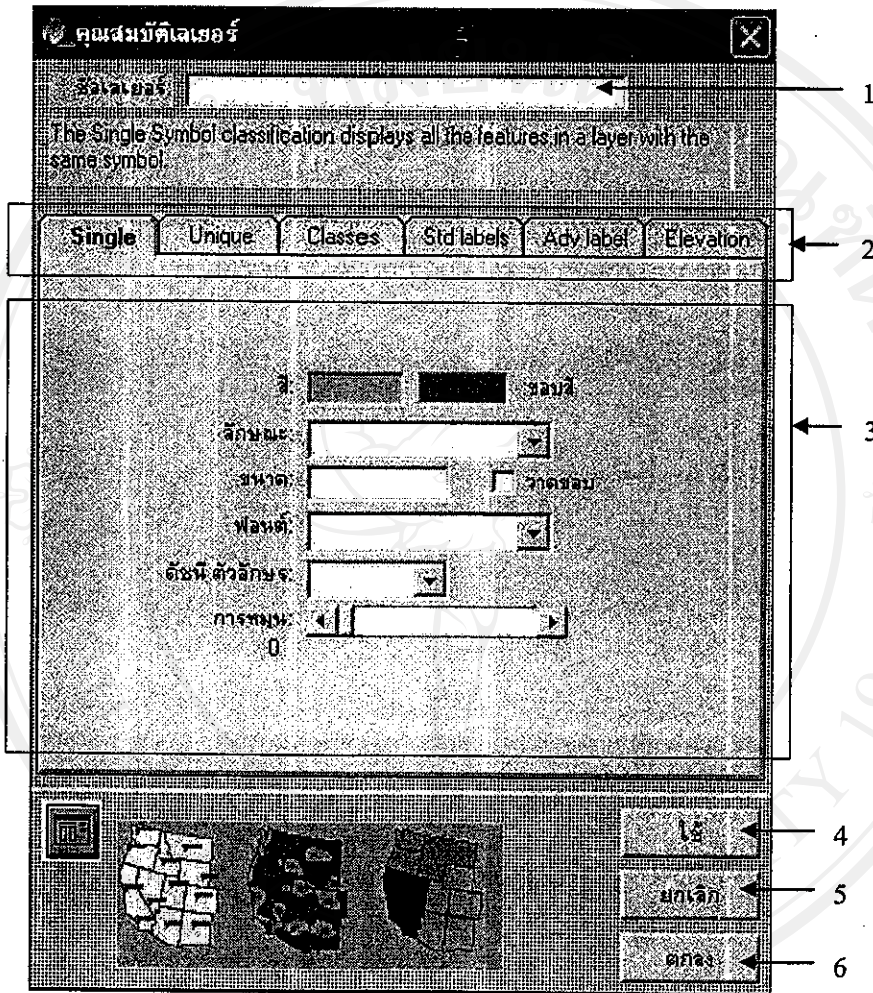 คุณสมบัติเลเยอร์
ชื่อเลเยอร์ 1
The Single Symbol classification displays all the features in a layer with the
same symbol.
Single Unique Classes Std labels Adv label Elevation 2
สี: ขอบสี
3
ลักษณะ:
ขนาด: วาดขอบ
ฟอนต์:
ดัชนี ตัวอักษร:
การหมุน:
0
ใช้ 4
ยกเลิก 5
ตกลง 6